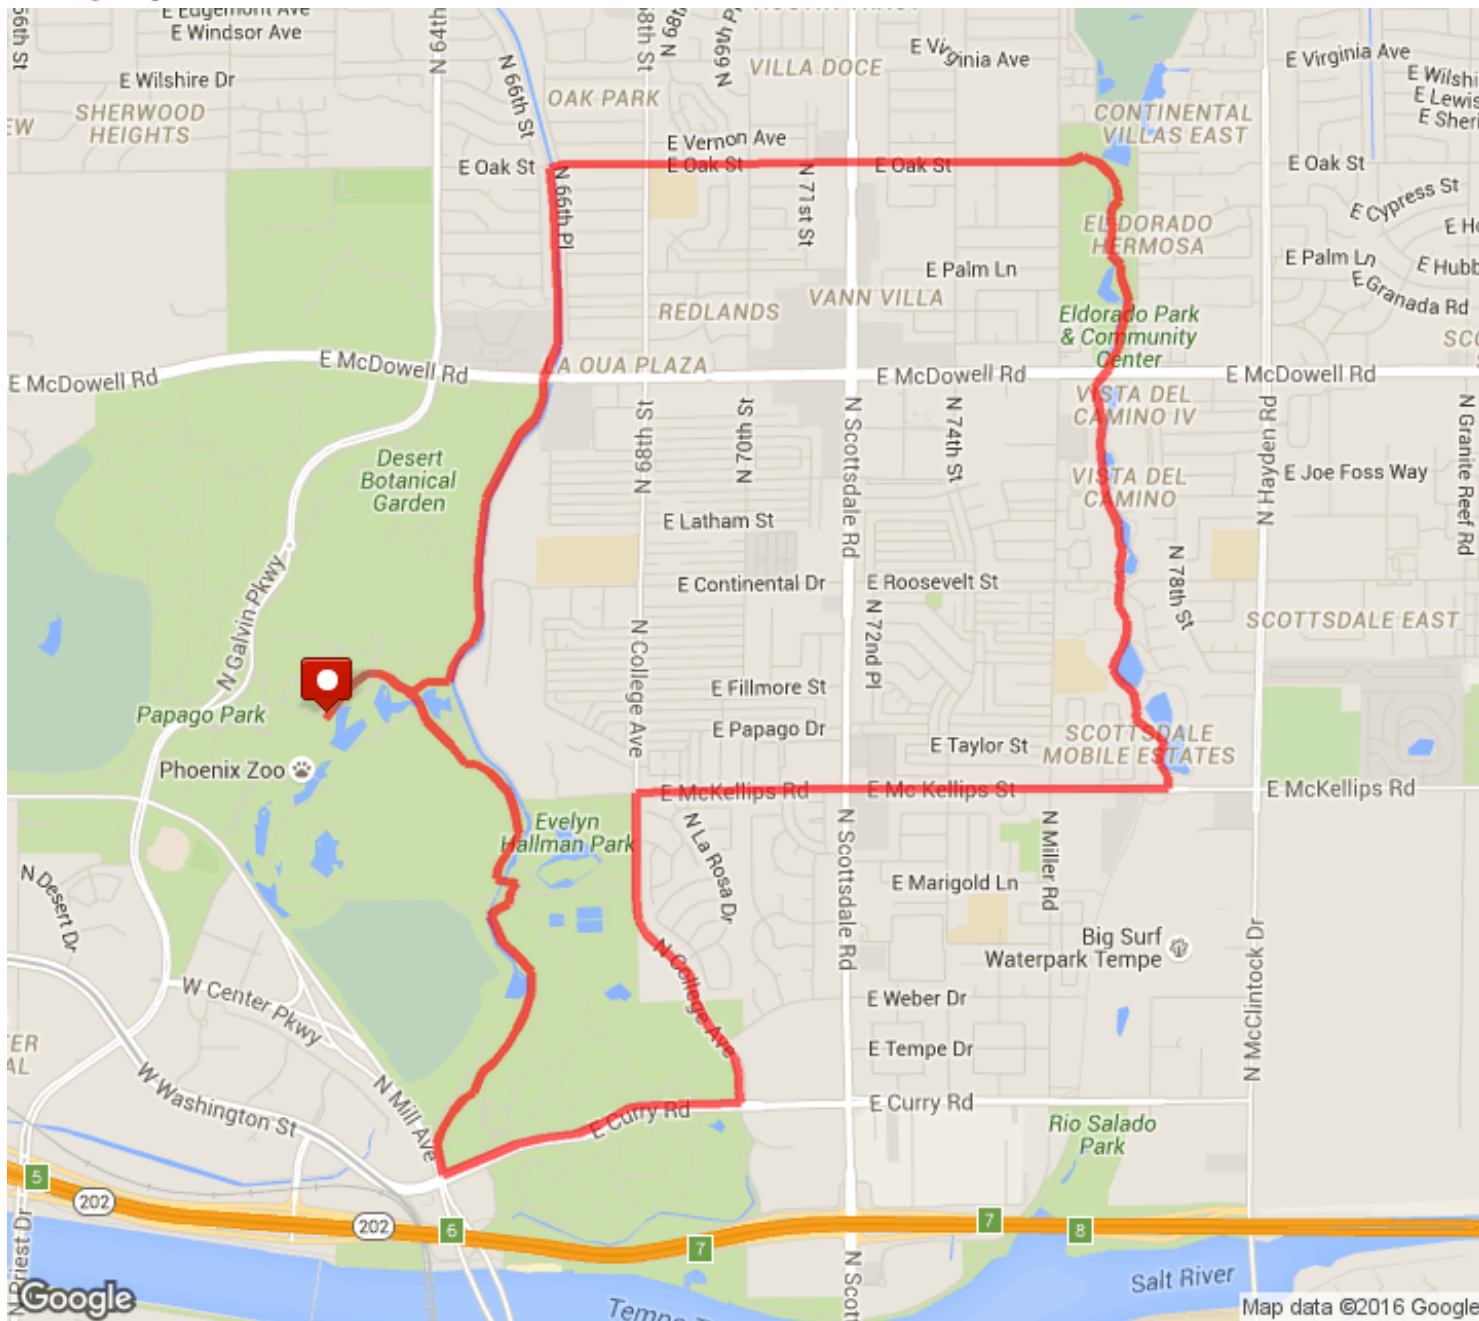 E Edgemont Ave
E Windsor Ave
N 64th
N 66th St
N 68th
N 69th P
E Virginia Ave
E Virginia Ave
E Wilshire Dr
VILLA DOCE
E Wilshi
E Lewis
E Sheri
SHERWOOD
HEIGHTS
OAK PARK
CONTINENTAL
VILLAS EAST
EW
E Vernon Ave
E Oak St
E Oak St
E Oak St
E Oak St
N 66th Pl
N 71st St
E Cypress St
EL DORADO
HERMOSA
E Palm Ln
E Palm Ln
E Hubb
E Granada Rd
REDLANDS
VANN VILLA
Eldorado Park
& Community
Center
E McDowell Rd
E McDowell Rd
LA OUA PLAZA
E McDowell Rd
E McDowell Rd
VISTA DEL
CAMINO IV
N 68th St
N 70th St
N Scottsdale Rd
N 74th St
N Hayden Rd
N Granite Reef Rd
Desert
Botanical
Garden
VISTA DEL
CAMINO
E Joe Foss Way
E Latham St
N Galvin Pkwy
E Continental Dr
E Roosevelt St
N 78th St
N 72nd Pl
SCOTTSDALE EAST
N College Ave
E Fillmore St
Papago Park
E Papago Dr
E Taylor St
SCOTTSDALE
MOBILE ESTATES
Phoenix Zoo
E McKellips Rd
E Mc Kellips St
E McKellips Rd
Evelyn
Hallman Park
N La Rosa Dr
N Scottsdale Rd
N Miller Rd
N Desert Dr
E Marigold Ln
Big Surf
Waterpark Tempe
N College Ave
N McClintock Dr
W Center Pkwy
E Weber Dr
E Tempe Dr
W Washington St
N Mill Ave
E Curry Rd
E Curry Rd
Rio Salado
Park
5
202
202
6
7
7
8
N Priest Dr
N Scott
Salt River
Google
Map data ©2016 Google